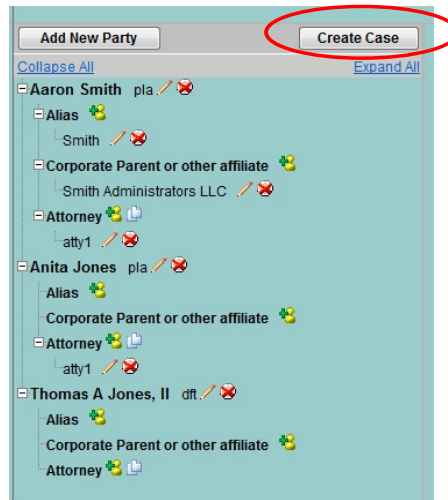 Add New Party Create Case
Collapse All Expand All
Aaron Smith pla
Alias
Smith
Corporate Parent or other affiliate
Smith Administrators LLC
Attorney
atty1
Anita Jones pla
Alias
Corporate Parent or other affiliate
Attorney
atty1
Thomas A Jones, II dft
Alias
Corporate Parent or other affiliate
Attorney